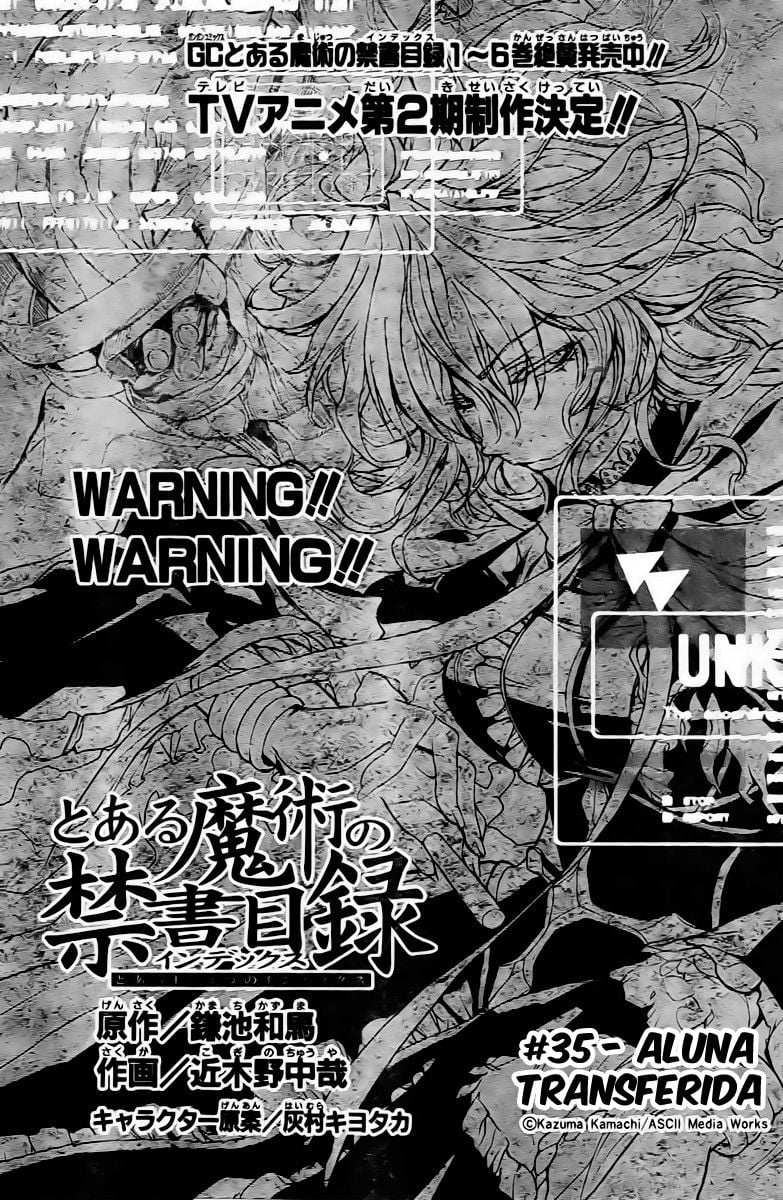 GCとある魔術の禁書目録1〜6巻絶賛発売中!!
TVアニメ第2期制作決定!!
WARNING!!
WARNING!!
UNK
STOP
REPORT
とある魔術の
禁書目録
インデックス
原作／鎌池和馬
作画／近木野中哉
キャラクター原案／灰村キヨタカ
#35 - ALUNA
TRANSFERIDA
©Kazuma Kamachi/ASCII Media Works